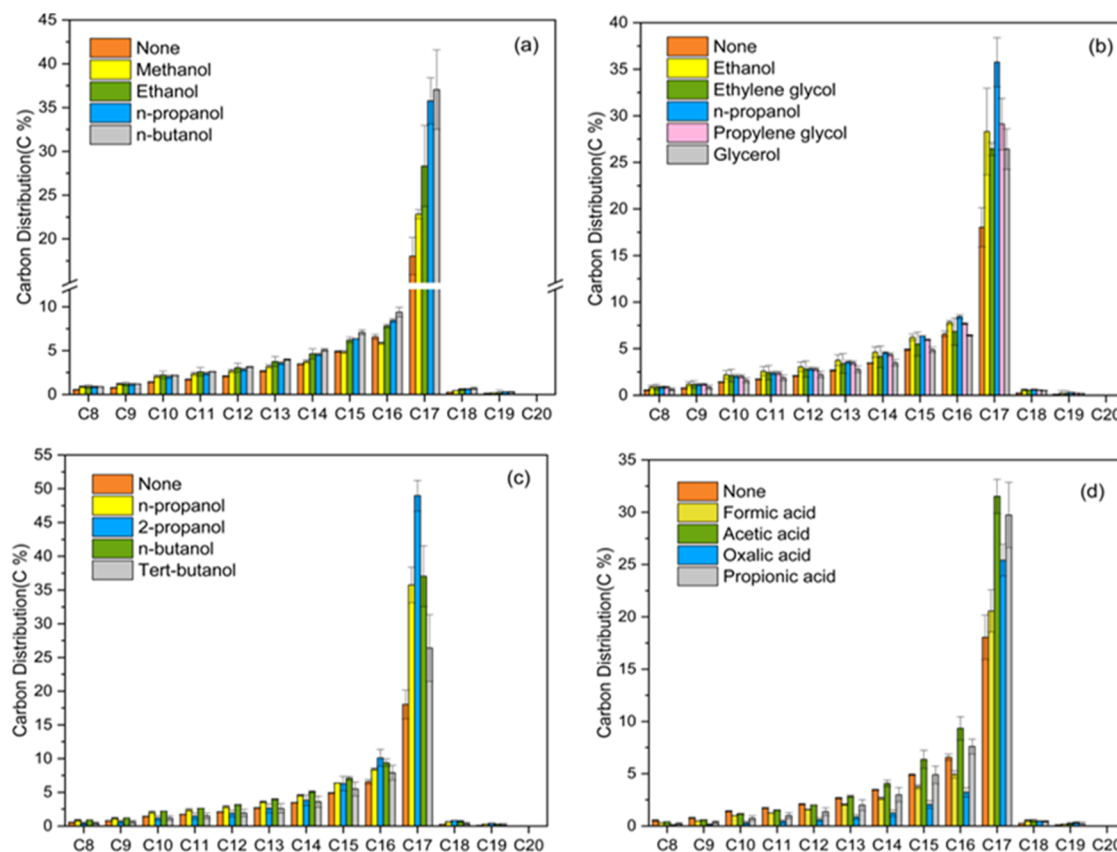 (a)
None
Methanol
Ethanol
n-propanol
n-butanol
Carbon Distribution(C %)
45
40
35
30
25
20
10
5
0
C8 C9 C10 C11 C12 C13 C14 C15 C16 C17 C18 C19 C20
(b)
None
Ethanol
Ethylene glycol
n-propanol
Propylene glycol
Glycerol
Carbon Distribution(C %)
40
35
30
25
20
15
10
5
0
C8 C9 C10 C11 C12 C13 C14 C15 C16 C17 C18 C19 C20
(c)
None
n-propanol
2-propanol
n-butanol
Tert-butanol
Carbon Distribution(C %)
55
50
45
40
35
30
25
20
15
10
5
0
C8 C9 C10 C11 C12 C13 C14 C15 C16 C17 C18 C19 C20
(d)
None
Formic acid
Acetic acid
Oxalic acid
Propionic acid
Carbon Distribution(C %)
35
30
25
20
15
10
5
0
C8 C9 C10 C11 C12 C13 C14 C15 C16 C17 C18 C19 C20